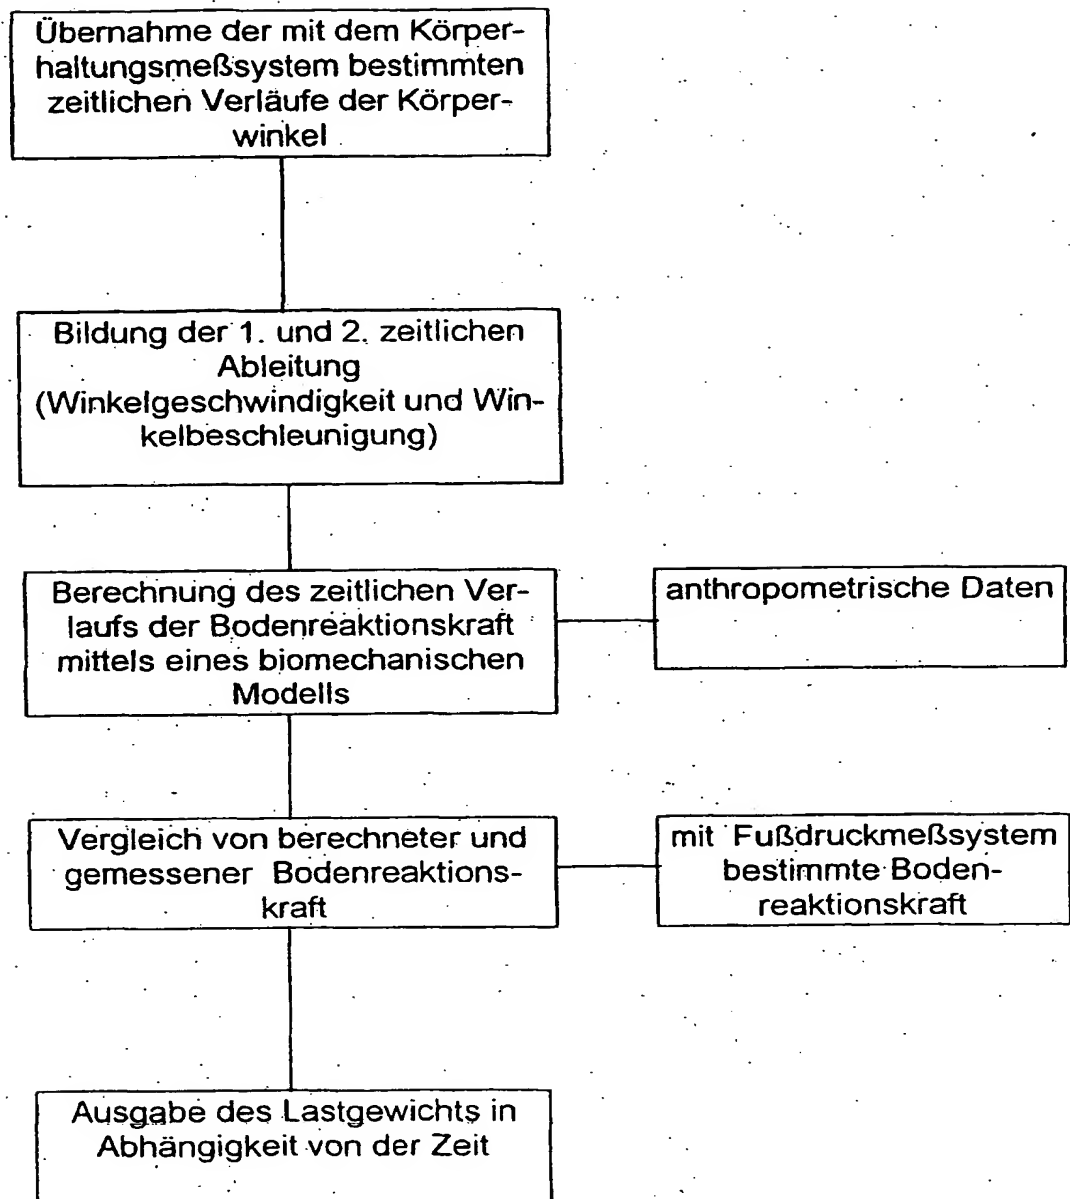 Übernahme der mit dem Körper-
haltungsmeßsystem bestimmten
zeitlichen Verläufe der Körper-
winkel
Bildung der 1. und 2. zeitlichen
Ableitung
(Winkelgeschwindigkeit und Win-
kelbeschleunigung)
Berechnung des zeitlichen Ver-
laufs der Bodenreaktionskraft
mittels eines biomechanischen
Modells
anthropometrische Daten
Vergleich von berechneter und
gemessener Bodenreaktions-
kraft
mit Fußdruckmeßsystem
bestimmte Boden-
reaktionskraft
Ausgabe des Lastgewichts in
Abhängigkeit von der Zeit